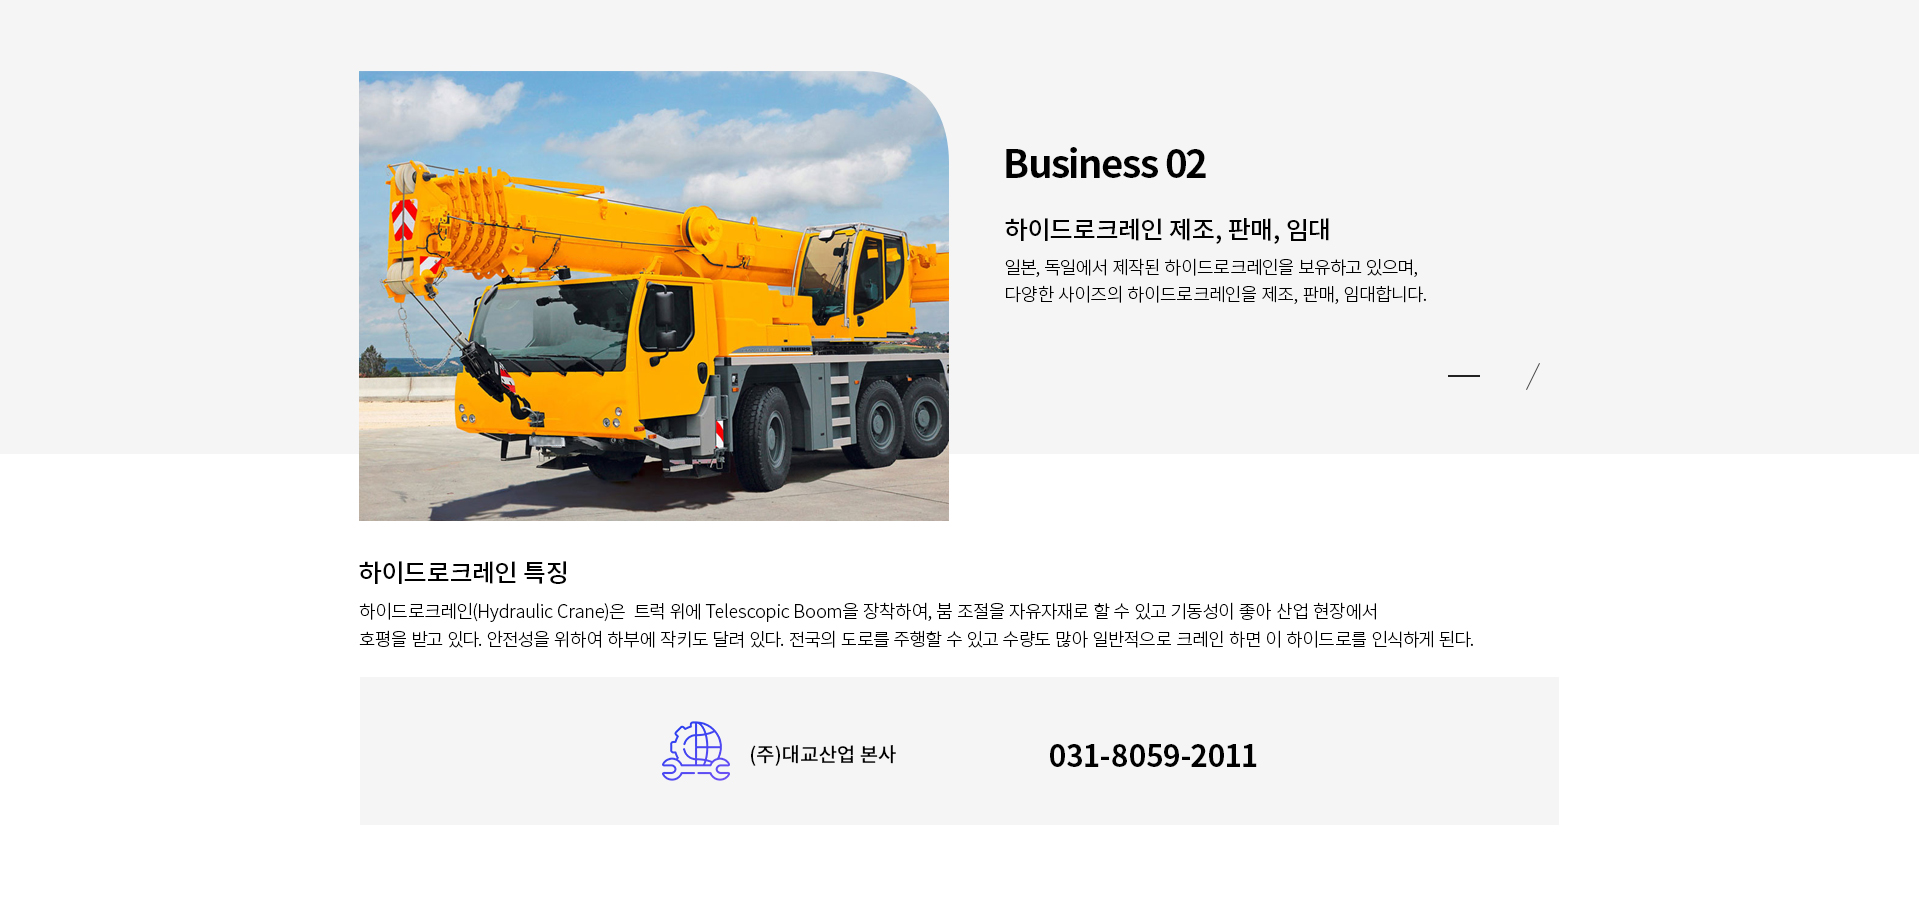 Business 02
하이드로크레인 제조, 판매, 임대
일본, 독일에서 제작된 하이드로크레인을 보유하고 있으며,
다양한 사이즈의 하이드로크레인을 제조, 판매, 임대합니다.
하이드로크레인 특징
하이드로크레인(Hydraulic Crane)은 트럭 위에 Telescopic Boom을 장착하여, 붐 조절을 자유자재로 할 수 있고 기동성이 좋아 산업 현장에서
호평을 받고 있다. 안전성을 위하여 하부에 작키도 달려 있다. 전국의 도로를 주행할 수 있고 수량도 많아 일반적으로 크레인 하면 이 하이드로를 인식하게 된다.
(주)대교산업 본사
031-8059-2011